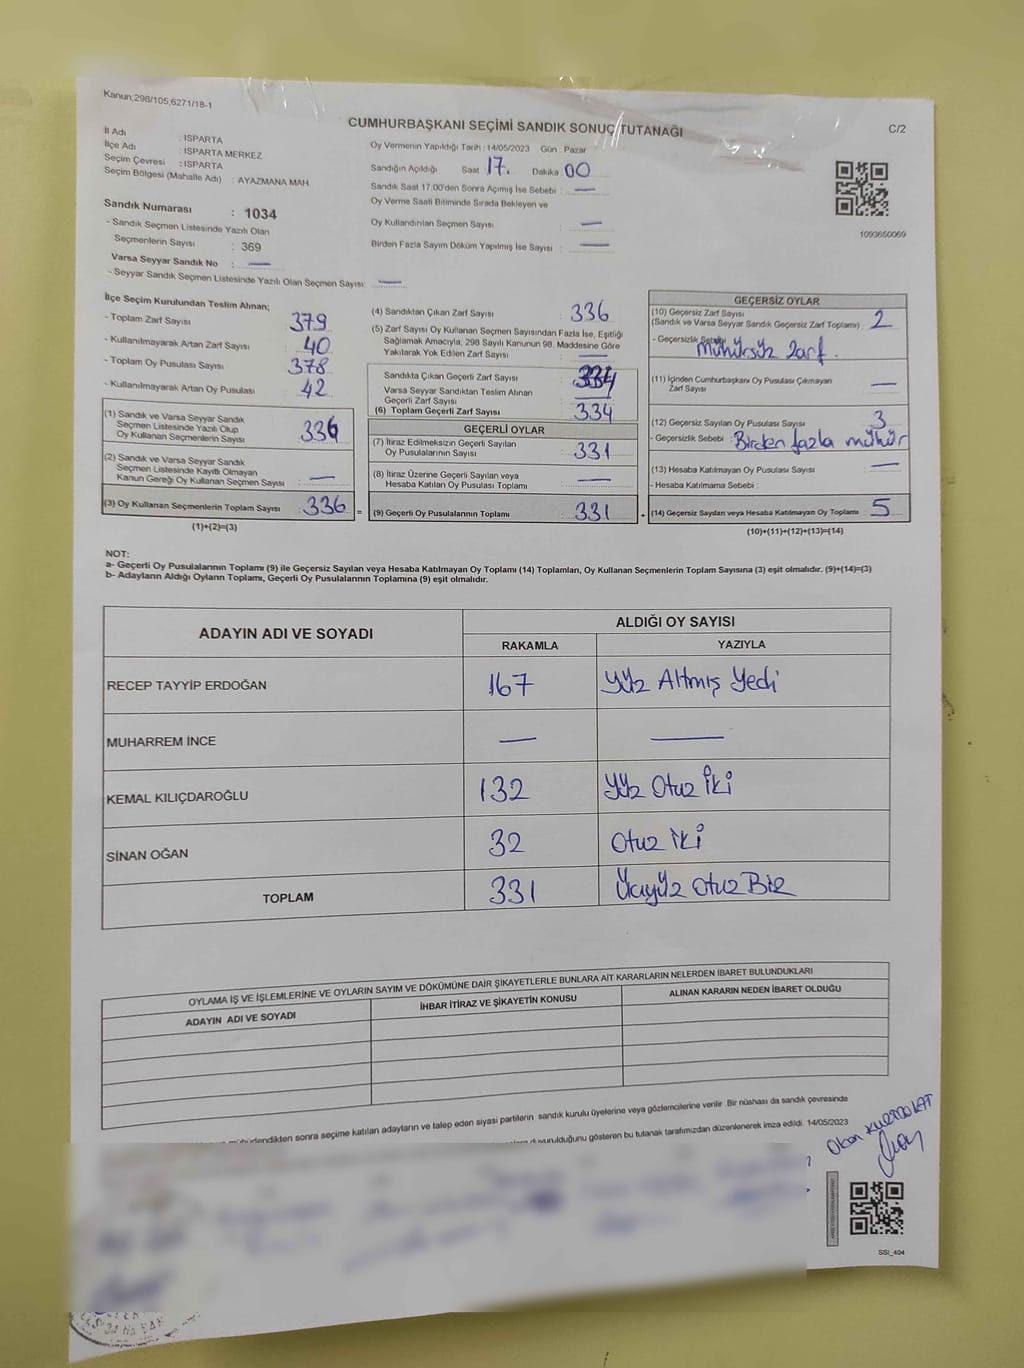 Kanun,298/105,6271/18-1
CUMHURBAŞKANI SEÇİMİ SANDIK SONUÇ TUTANAĞI
C/2
İl Adı : ISPARTA
İlçe Adı : ISPARTA MERKEZ
Seçim Çevresi : ISPARTA
Seçim Bölgesi (Mahalle Adı) : AYAZMANA MAH
Sandık Numarası : 1034
- Sandık Seçmen Listesinde Yazılı Olan
Seçmenlerin Sayısı : 369
Varsa Seyyar Sandık No : —
- Seyyar Sandık Seçmen Listesinde Yazılı Olan Seçmen Sayısı : —
Oy Vermenin Yapıldığı Tarih : 14/05/2023 Gün : Pazar
Sandığın Açıldığı Saat 17. Dakika 00
Sandık Saat 17:00'den Sonra Açımış İse Sebebi : —
Oy Verme Saati Bitiminde Sırada Bekleyen ve
Oy Kullandırılan Seçmen Sayısı : —
Birden Fazla Sayım Döküm Yapılmış İse Sayısı : —
1093650069
İlçe Seçim Kurulundan Teslim Alınan;
- Toplam Zarf Sayısı : 379
- Kullanılmayarak Artan Zarf Sayısı : 40
- Toplam Oy Pusulası Sayısı : 378
- Kullanılmayarak Artan Oy Pusulası : 42
(1) Sandık ve Varsa Seyyar Sandık
Seçmen Listesinde Yazılı Olup
Oy Kullanan Seçmenlerin Sayısı : 336
(2) Sandık ve Varsa Seyyar Sandık
Seçmen Listesinde Kayıtlı Olmayan
Kanun Gereği Oy Kullanan Seçmen Sayısı : —
(3) Oy Kullanan Seçmenlerin Toplam Sayısı : 336
(1)+(2)=(3)
(4) Sandıktan Çıkan Zarf Sayısı : 336
(5) Zarf Sayısı Oy Kullanan Seçmen Sayısından Fazla İse, Eşitliği
Sağlamak Amacıyla, 298 Sayılı Kanunun 98. Maddesine Göre
Yakılarak Yok Edilen Zarf Sayısı : —
Sandıkta Çıkan Geçerli Zarf Sayısı : 334
Varsa Seyyar Sandıktan Teslim Alınan
Geçerli Zarf Sayısı : —
(6) Toplam Geçerli Zarf Sayısı : 334
GEÇERLİ OYLAR
(7) İtiraz Edilmeksizin Geçerli Sayılan
Oy Pusulalarının Sayısı : 331
(8) İtiraz Üzerine Geçerli Sayılan veya
Hesaba Katılan Oy Pusulası Toplamı : —
= (9) Geçerli Oy Pusulalarının Toplamı : 331 +
GEÇERSİZ OYLAR
(10) Geçersiz Zarf Sayısı
(Sandık ve Varsa Seyyar Sandık Geçersiz Zarf Toplamı) : 2
- Geçersizlik Sebebi : Mühürsüz Zarf.
(11) İçinden Cumhurbaşkanı Oy Pusulası Çıkmayan
Zarf Sayısı : —
(12) Geçersiz Sayılan Oy Pusulası Sayısı : 3
- Geçersizlik Sebebi : Birden fazla mühür
(13) Hesaba Katılmayan Oy Pusulası Sayısı : —
- Hesaba Katılmama Sebebi :
(14) Geçersiz Sayılan veya Hesaba Katılmayan Oy Toplamı : 5
(10)+(11)+(12)+(13)=(14)
NOT:
a- Geçerli Oy Pusulalarının Toplamı (9) ile Geçersiz Sayılan veya Hesaba Katılmayan Oy Toplamı (14) Toplamları, Oy Kullanan Seçmenlerin Toplam Sayısına (3) eşit olmalıdır. (9)+(14)=(3)
b- Adayların Aldığı Oyların Toplamı, Geçerli Oy Pusulalarının Toplamına (9) eşit olmalıdır.
ADAYIN ADI VE SOYADI
ALDIĞI OY SAYISI
RAKAMLA YAZIYLA
RECEP TAYYİP ERDOĞAN 167 Yüz Altmış Yedi
MUHARREM İNCE — —
KEMAL KILIÇDAROĞLU 132 Yüz Otuz İki
SİNAN OĞAN 32 Otuz İki
TOPLAM 331 Üçyüz Otuz Bir
OYLAMA İŞ VE İŞLEMLERİNE VE OYLARIN SAYIM VE DÖKÜMÜNE DAİR ŞİKAYETLERLE BUNLARA AİT KARARLARIN NELERDEN İBARET BULUNDUKLARI
ADAYIN ADI VE SOYADI İHBAR İTİRAZ VE ŞİKAYETİN KONUSU ALINAN KARARIN NEDEN İBARET OLDUĞU
mühürlendikten sonra seçime katılan adayların ve talep eden siyasi partilerin sandık kurulu üyelerine veya gözlemcilerine verilir .Bir nüshası da sandık çevresinde
duyurulduğunu gösteren bu tutanak tarafımızdan düzenlenerek imza edildi. 14/05/2023
SSI_404